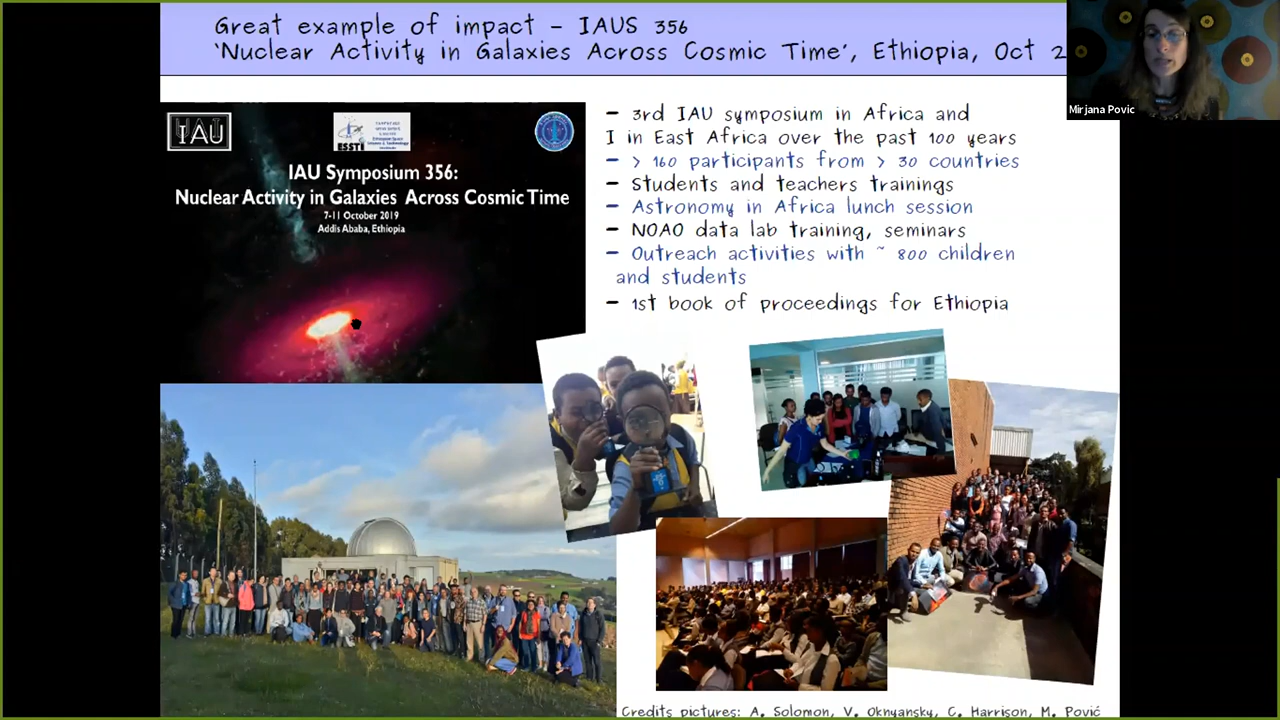 Great example of impact – IAUS 356
'Nuclear Activity in Galaxies Across Cosmic Time', Ethiopia, Oct 2
Mirjana Povic
IAU
ESSTI
IAU Symposium 356:
Nuclear Activity in Galaxies Across Cosmic Time
7-11 October 2019
Addis Ababa, Ethiopia
– 3rd IAU symposium in Africa and
I in East Africa over the past 100 years
– > 160 participants from > 30 countries
– Students and teachers trainings
– Astronomy in Africa lunch session
– NOAO data lab training, seminars
– Outreach activities with ~ 800 children
and students
– 1st book of proceedings for Ethiopia
Credits pictures: A. Solomon, V. Oknyansky, C. Harrison, M. Pović